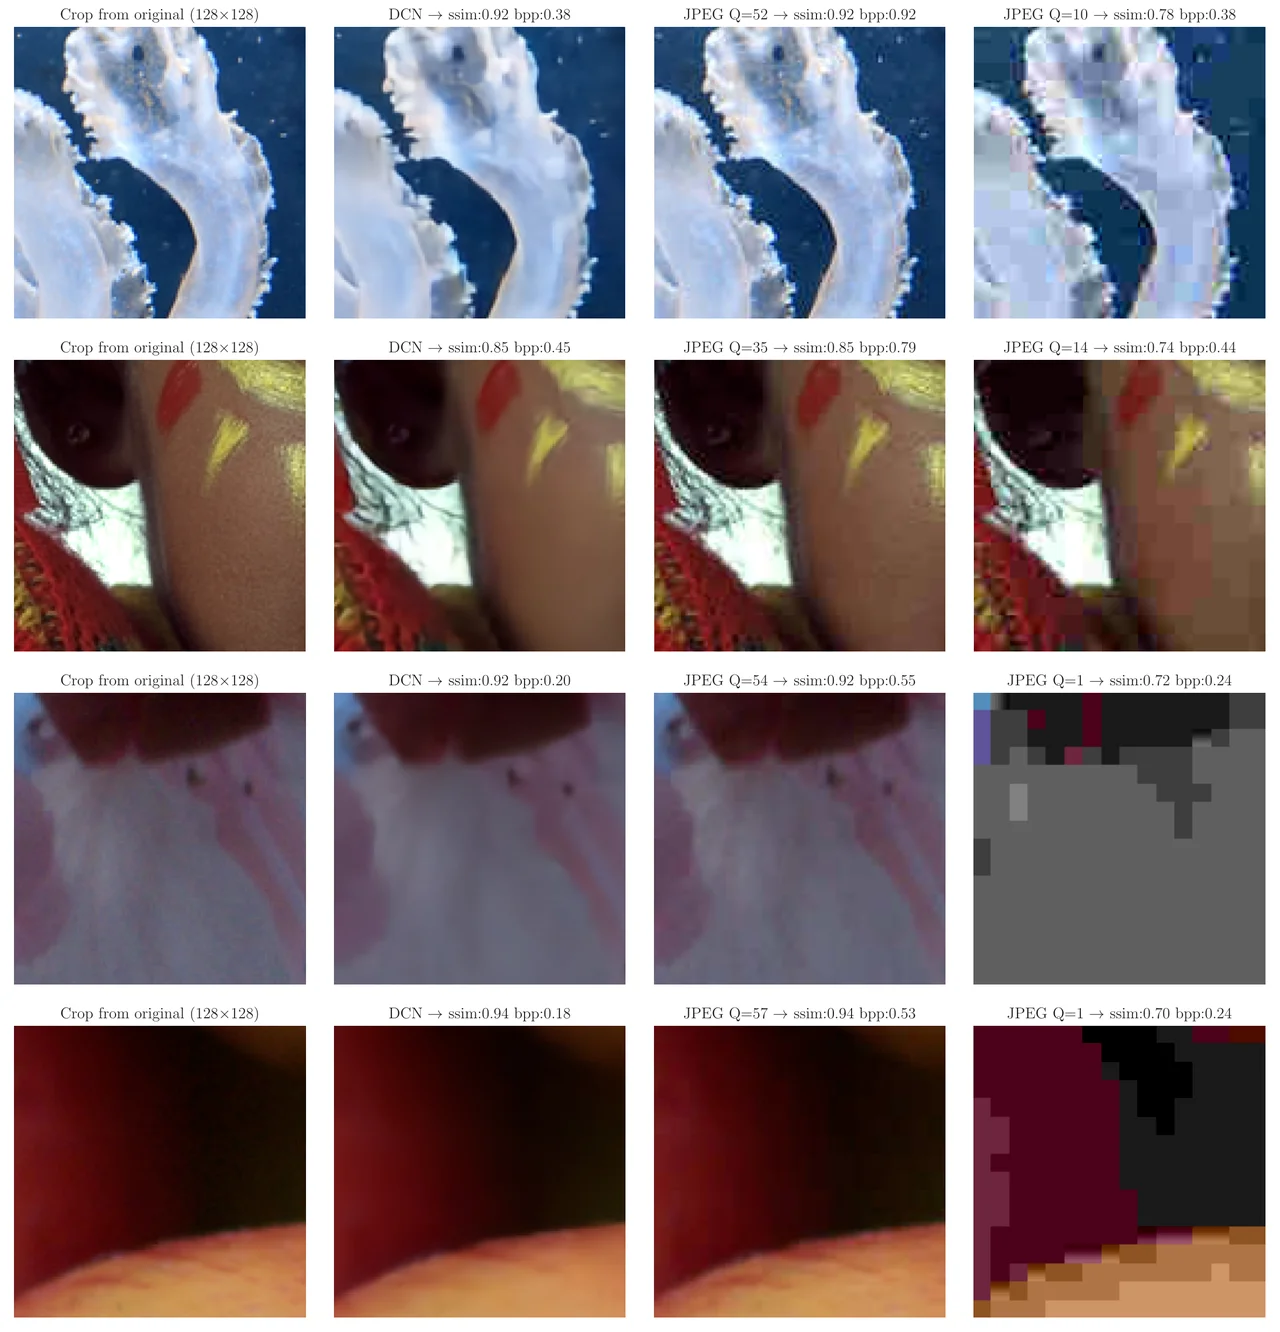 Crop from original (128×128)
DCN → ssim:0.92 bpp:0.38
JPEG Q=52 → ssim:0.92 bpp:0.92
JPEG Q=10 → ssim:0.78 bpp:0.38
Crop from original (128×128)
DCN → ssim:0.85 bpp:0.45
JPEG Q=35 → ssim:0.85 bpp:0.79
JPEG Q=14 → ssim:0.74 bpp:0.44
Crop from original (128×128)
DCN → ssim:0.92 bpp:0.20
JPEG Q=54 → ssim:0.92 bpp:0.55
JPEG Q=1 → ssim:0.72 bpp:0.24
Crop from original (128×128)
DCN → ssim:0.94 bpp:0.18
JPEG Q=57 → ssim:0.94 bpp:0.53
JPEG Q=1 → ssim:0.70 bpp:0.24